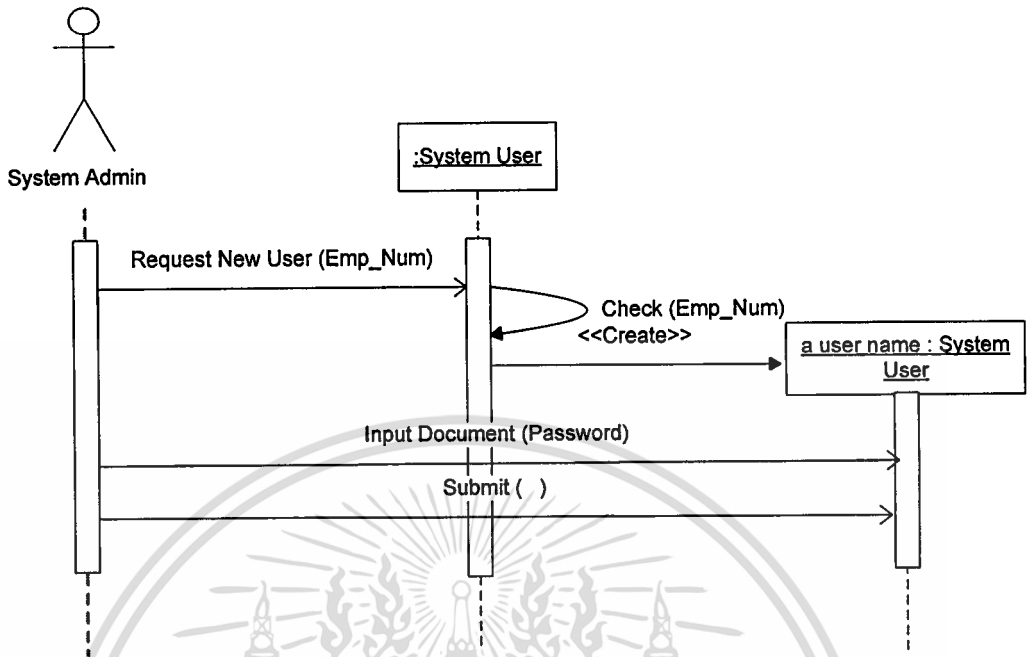 System Admin
:System User
Request New User (Emp_Num)
Check (Emp_Num)
<<Create>>
a user name : System
User
Input Document (Password)
Submit (  )